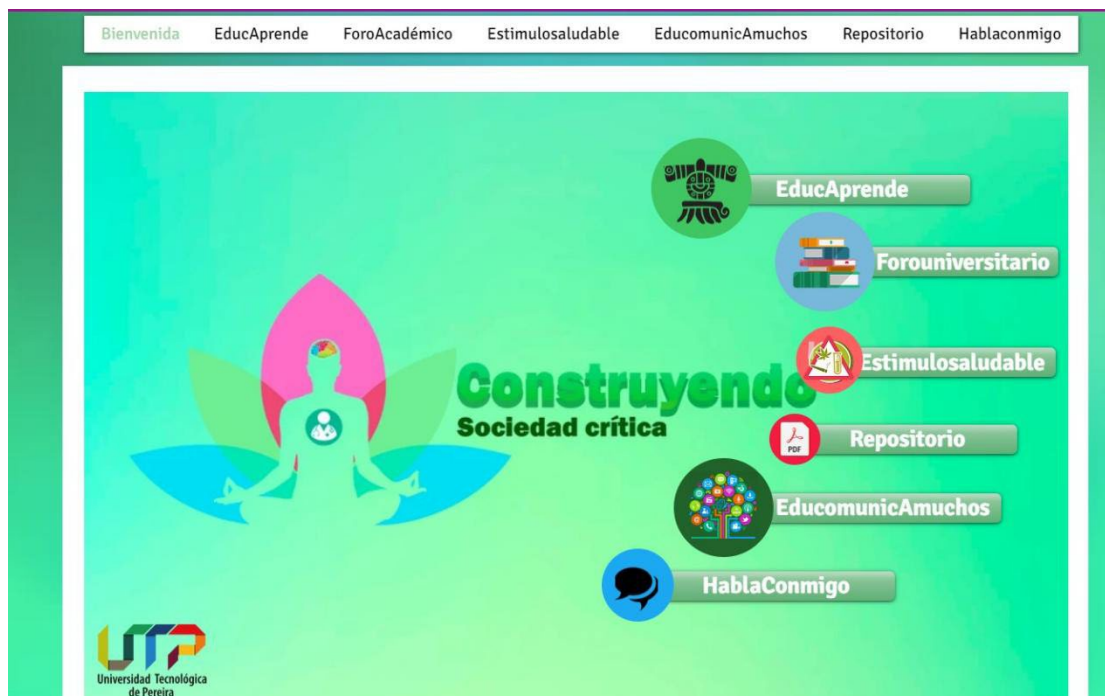 Bienvenida EducAprende ForoAcadémico Estimulosaludable EducomunicAmuchos Repositorio Hablaconmigo
EducAprende
Forouniversitario
Estimulosaludable
Construyendo
Sociedad crítica
Repositorio
PDF
EducomunicAmuchos
HablaConmigo
UTP
Universidad Tecnológica
de Pereira